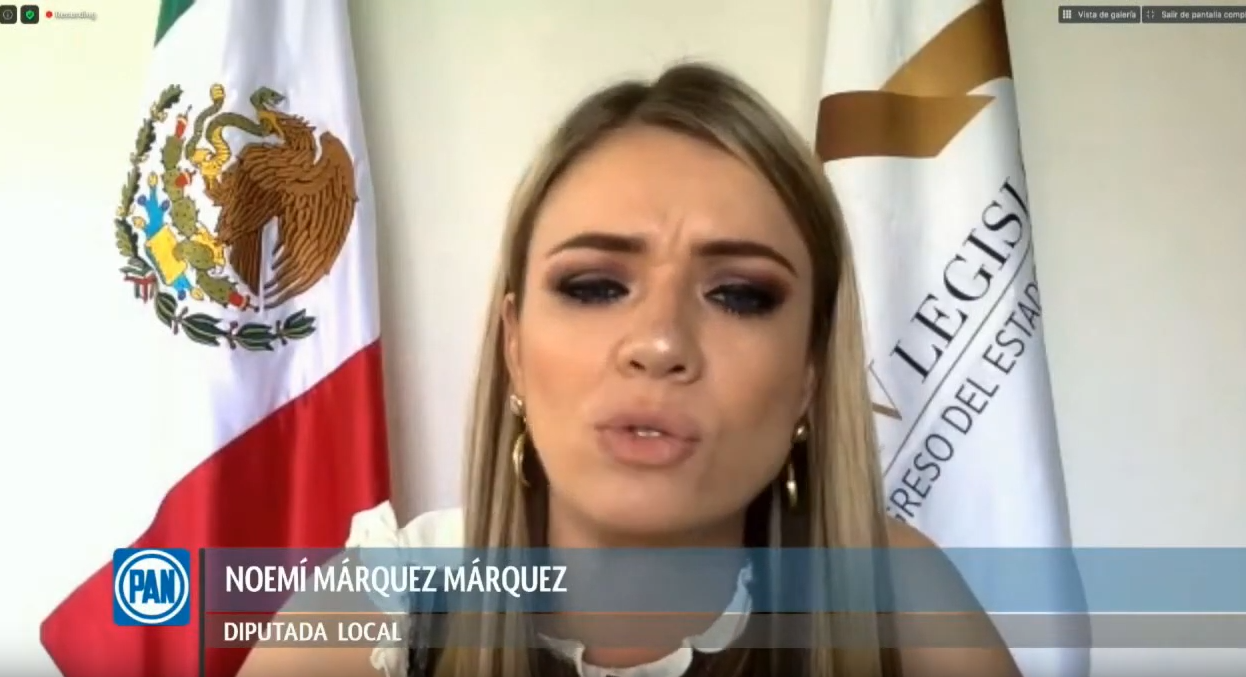 Recording
Vista de galería
Salir de pantalla comp
V LEGISL
GRESO DEL ESTAD
PAN
NOEMÍ MÁRQUEZ MÁRQUEZ
DIPUTADA LOCAL